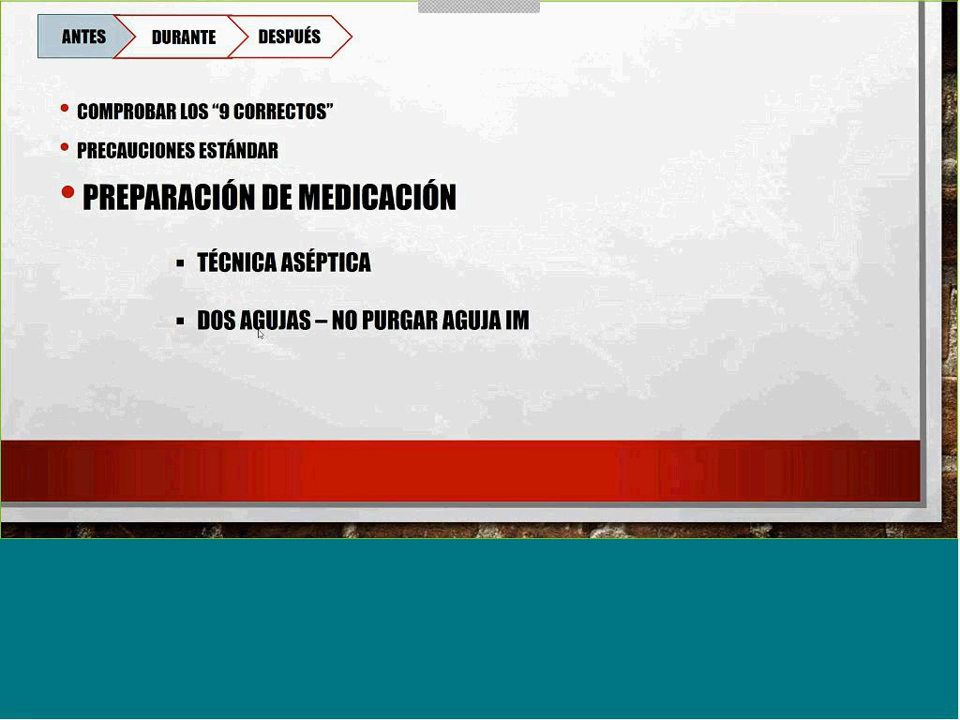 ANTES DURANTE DESPUÉS
• COMPROBAR LOS “9 CORRECTOS”
• PRECAUCIONES ESTÁNDAR
• PREPARACIÓN DE MEDICACIÓN
▪ TÉCNICA ASÉPTICA
▪ DOS AGUJAS – NO PURGAR AGUJA IM